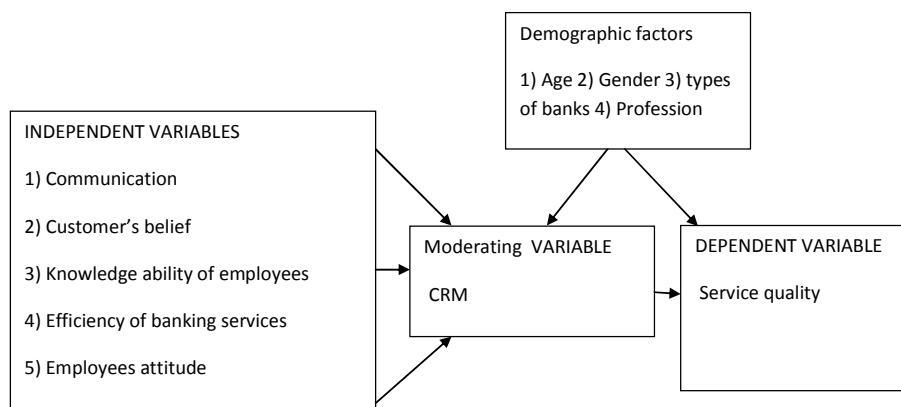 Demographic factors
1) Age 2) Gender 3) types
of banks 4) Profession
INDEPENDENT VARIABLES
1) Communication
2) Customer’s belief
3) Knowledge ability of employees
4) Efficiency of banking services
5) Employees attitude
Moderating VARIABLE
CRM
DEPENDENT VARIABLE
Service quality